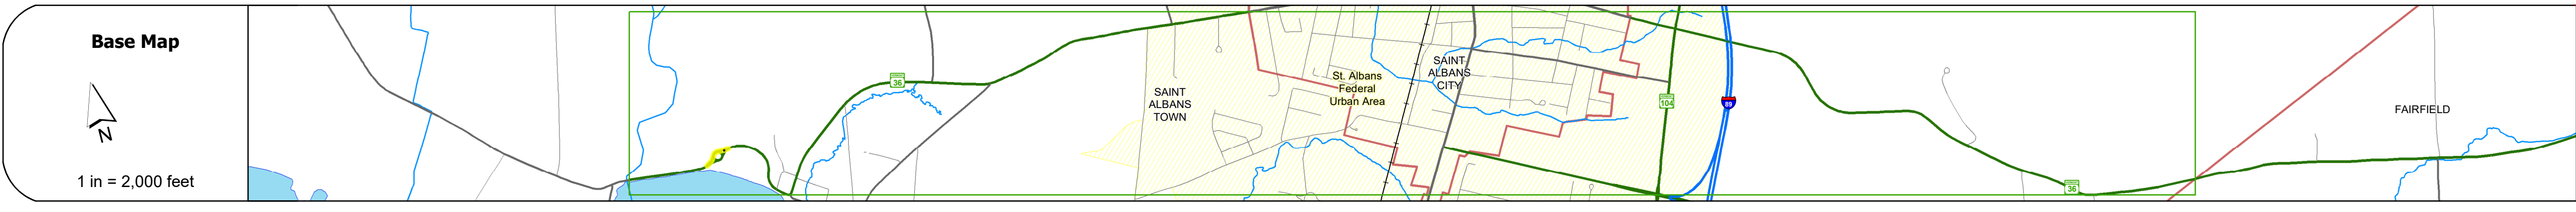 Base Map
N
1 in = 2,000 feet
36
SAINT
ALBANS
TOWN
St. Albans
Federal
Urban Area
SAINT
ALBANS
CITY
104
89
36
FAIRFIELD